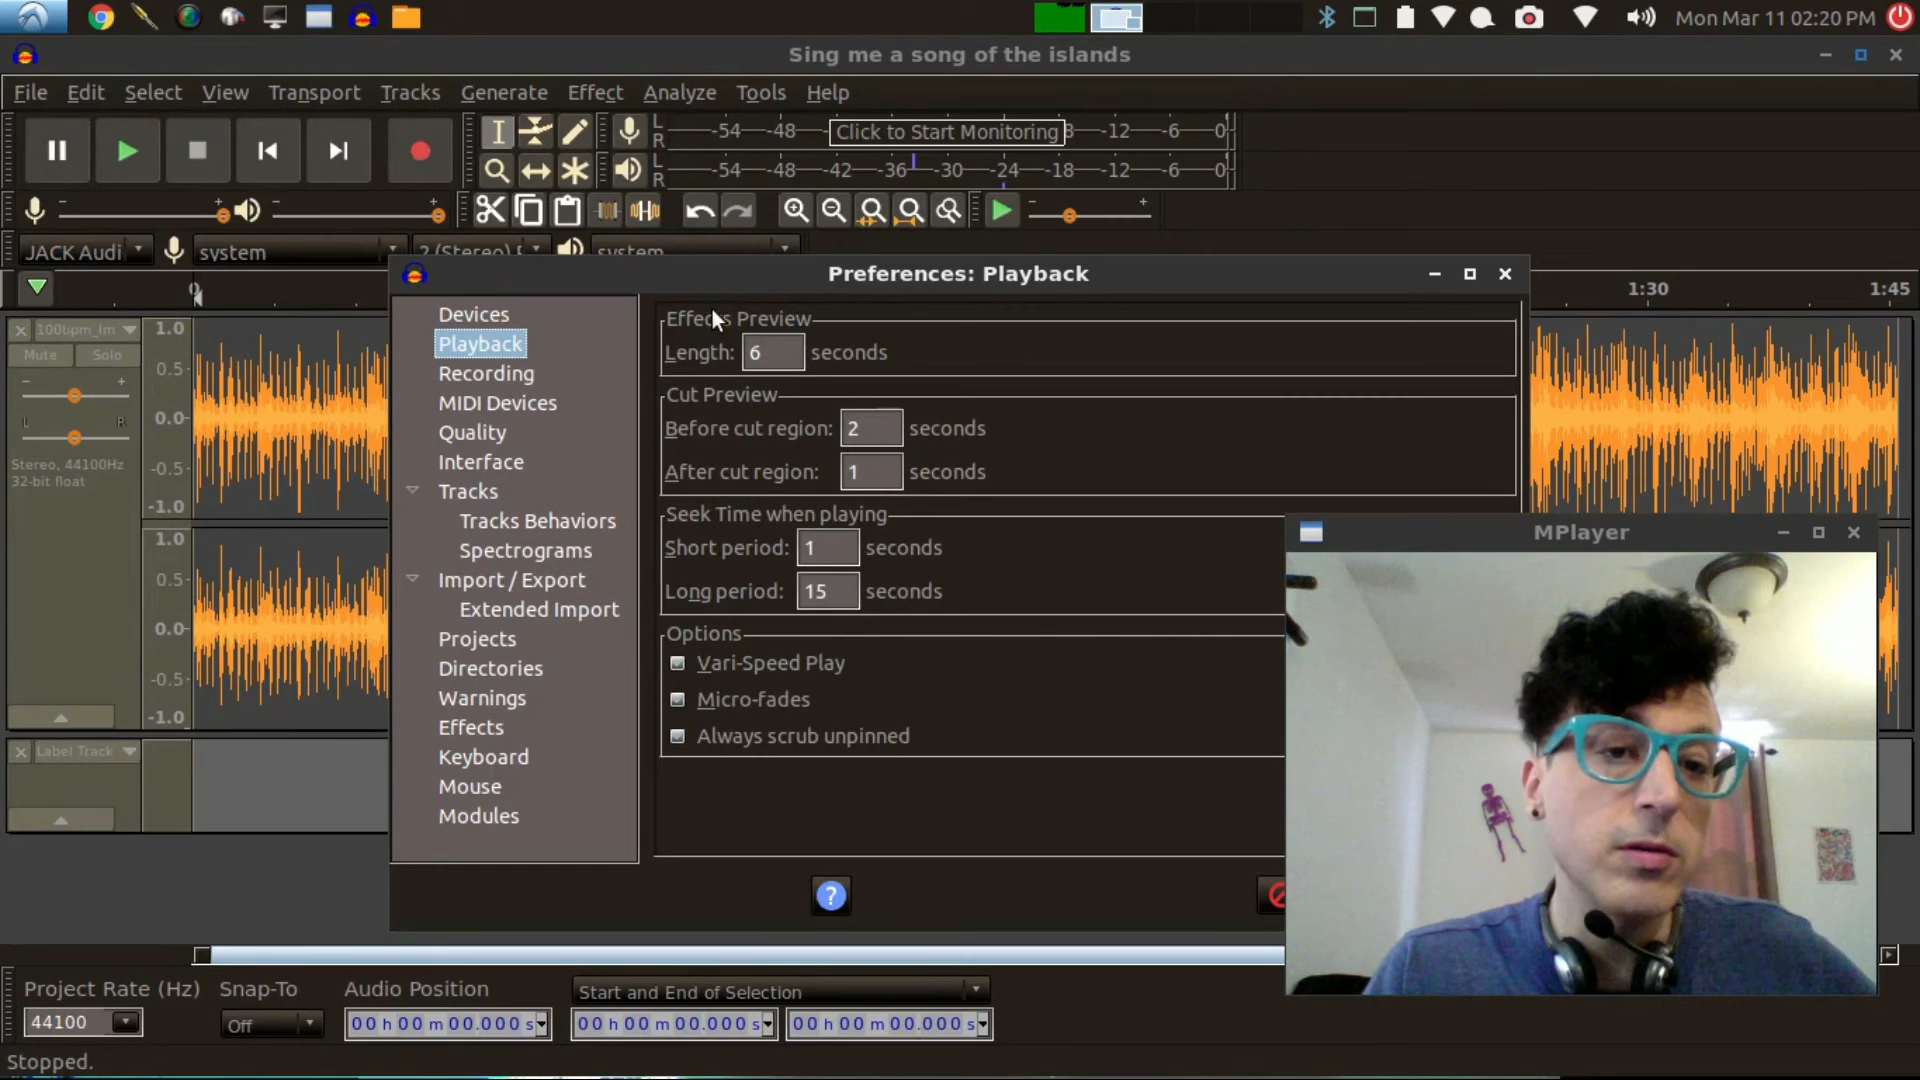 Mon Mar 11 02:20 PM
Sing me a song of the islands
File Edit Select View Transport Tracks Generate Effect Analyze Tools Help
L R -54 -48 Click to Start Monitoring 8 -12 -6 0
L R -54 -48 -42 -36 -30 -24 -18 -12 -6 0
- + - + - +
JACK Audi system 2 (Stereo) system
0 1:30 1:45
Preferences: Playback
100bpm_Im
Mute Solo
- +
L R
Stereo, 44100Hz
32-bit float
1.0
0.5
0.0
-0.5
-1.0
1.0
0.5
0.0
-0.5
-1.0
Label Track
Devices
Playback
Recording
MIDI Devices
Quality
Interface
Tracks
Tracks Behaviors
Spectrograms
Import / Export
Extended Import
Projects
Directories
Warnings
Effects
Keyboard
Mouse
Modules
Effects Preview
Length: 6 seconds
Cut Preview
Before cut region: 2 seconds
After cut region: 1 seconds
Seek Time when playing
Short period: 1 seconds
Long period: 15 seconds
Options
Vari-Speed Play
Micro-fades
Always scrub unpinned
?
MPlayer
Project Rate (Hz) Snap-To Audio Position Start and End of Selection
44100 Off 00 h 00 m 00.000 s 00 h 00 m 00.000 s 00 h 00 m 00.000 s
Stopped.